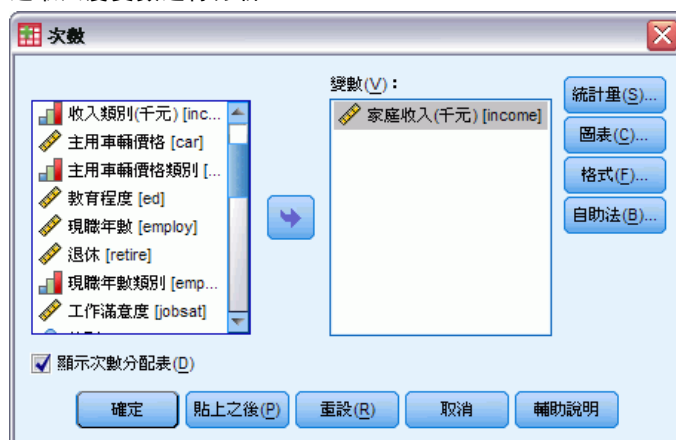 次數
變數(V):
收入類別(千元) [inc...
主用車輛價格 [car]
主用車輛價格類別 [...
教育程度 [ed]
現職年數 [employ]
退休 [retire]
現職年數類別 [emp...
工作滿意度 [jobsat]
家庭收入(千元) [income]
統計量(S)...
圖表(C)...
格式(F)...
自助法(B)...
顯示次數分配表(D)
確定
貼上之後(P)
重設(R)
取消
輔助說明